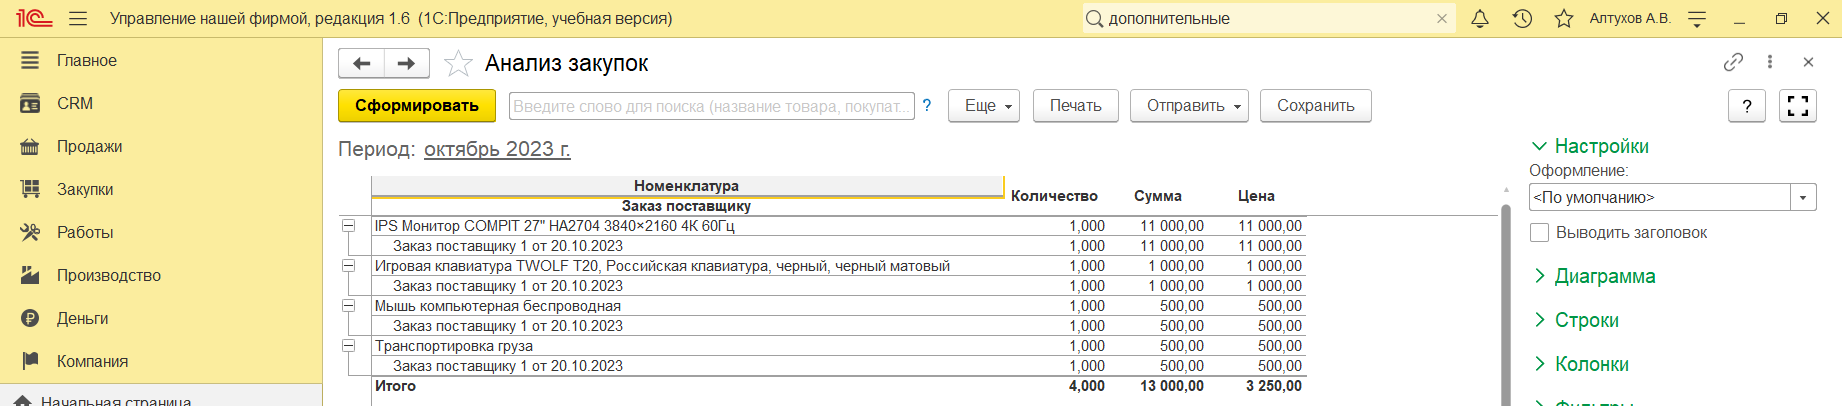 1С Управление нашей фирмой, редакция 1.6 (1С:Предприятие, учебная версия) дополнительные Алтухов А.В.
Главное
CRM
Продажи
Закупки
Работы
Производство
Деньги
Компания
Начальная страница
Анализ закупок
Сформировать Введите слово для поиска (название товара, покупат... ? Еще Печать Отправить Сохранить ?
Период: октябрь 2023 г.
Номенклатура Количество Сумма Цена
Заказ поставщику
IPS Монитор COMPIT 27" HA2704 3840×2160 4К 60Гц 1,000 11 000,00 11 000,00
Заказ поставщику 1 от 20.10.2023 1,000 11 000,00 11 000,00
Игровая клавиатура TWOLF T20, Российская клавиатура, черный, черный матовый 1,000 1 000,00 1 000,00
Заказ поставщику 1 от 20.10.2023 1,000 1 000,00 1 000,00
Мышь компьютерная беспроводная 1,000 500,00 500,00
Заказ поставщику 1 от 20.10.2023 1,000 500,00 500,00
Транспортировка груза 1,000 500,00 500,00
Заказ поставщику 1 от 20.10.2023 1,000 500,00 500,00
Итого 4,000 13 000,00 3 250,00
Настройки
Оформление:
<По умолчанию>
Выводить заголовок
Диаграмма
Строки
Колонки
Фильтры